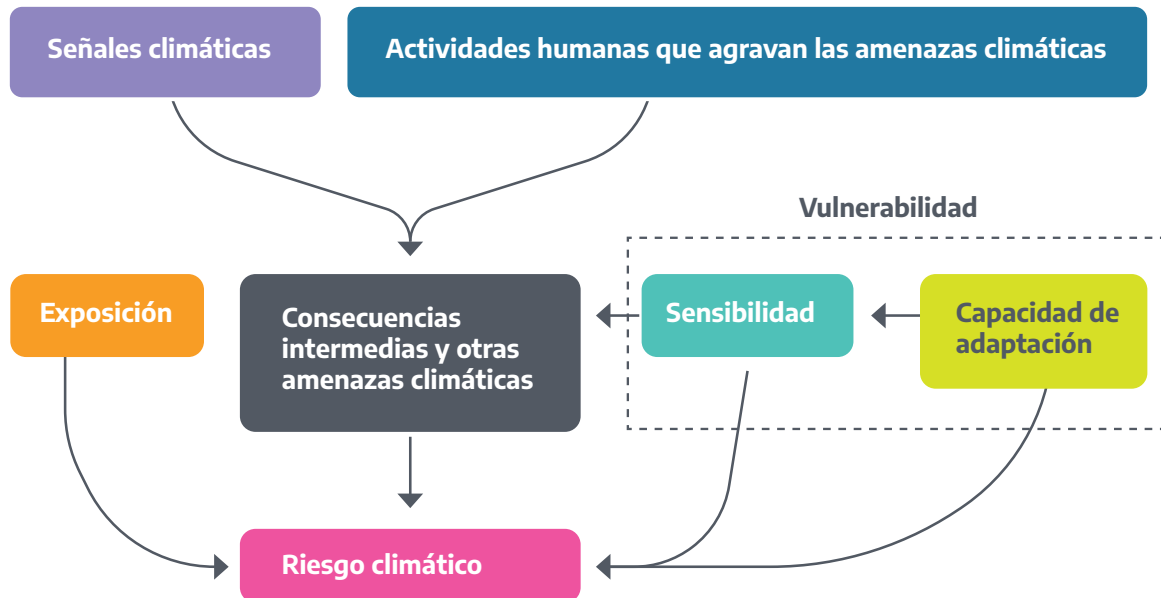 Señales climáticas
Actividades humanas que agravan las amenazas climáticas
Vulnerabilidad
Exposición
Consecuencias
intermedias y otras
amenazas climáticas
Sensibilidad
Capacidad de
adaptación
Riesgo climático